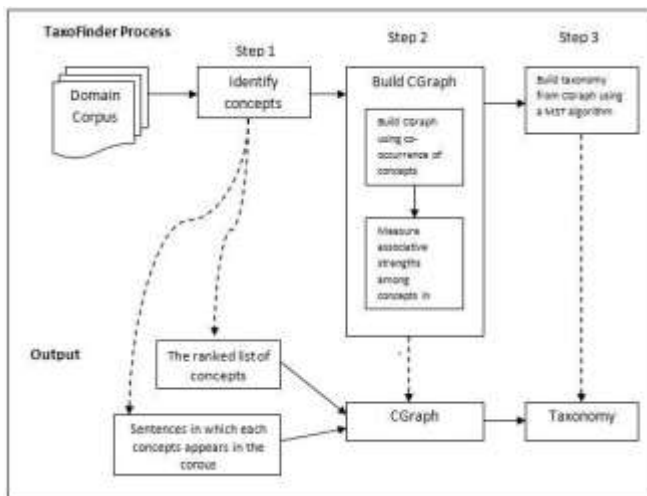 TaxoFinder Process
Step 1
Step 2
Step 3
Domain
Corpus
Identify
concepts
Build CGraph
Build CGraph
using co-
occurrence of
concepts
Measure
associative
strengths
among
concepts in
Build taxonomy
from CGraph using
a MST algorithm
Output
The ranked list of
concepts
Sentences in which each
concepts appears in the
corpus
CGraph
Taxonomy